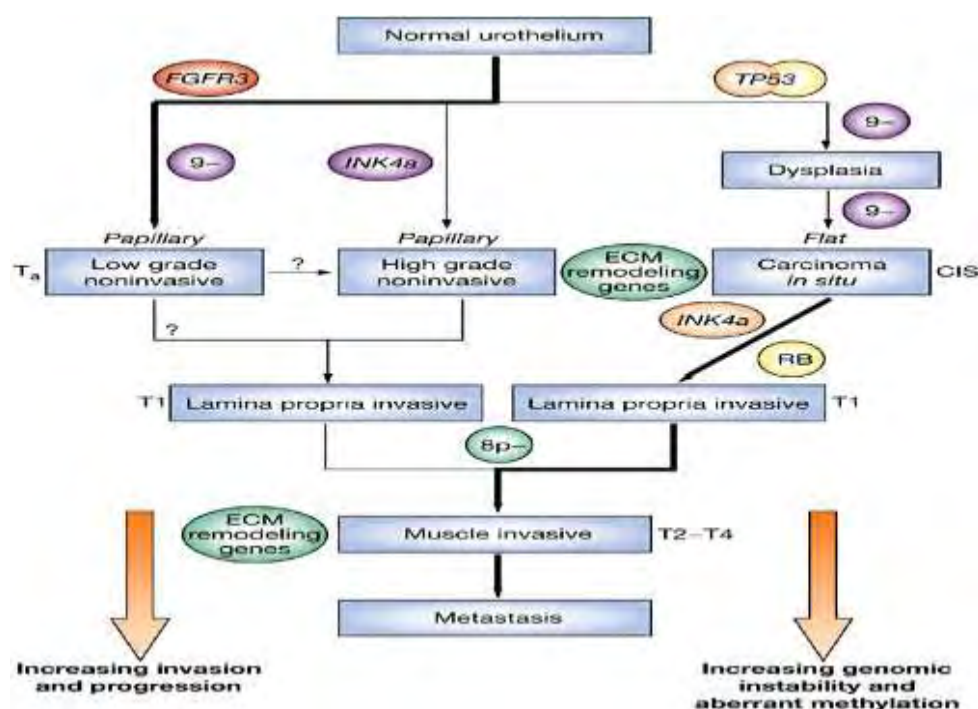 Normal urothelium
FGFR3
TP53
9–
9–
INK4a
Dysplasia
9–
Papillary
Papillary
Flat
Ta
Low grade
noninvasive
?
High grade
noninvasive
ECM
remodeling
genes
Carcinoma
in situ
CIS
?
INK4a
RB
T1
Lamina propria invasive
Lamina propria invasive
T1
8p–
ECM
remodeling
genes
Muscle invasive
T2–T4
Metastasis
Increasing invasion
and progression
Increasing genomic
instability and
aberrant methylation